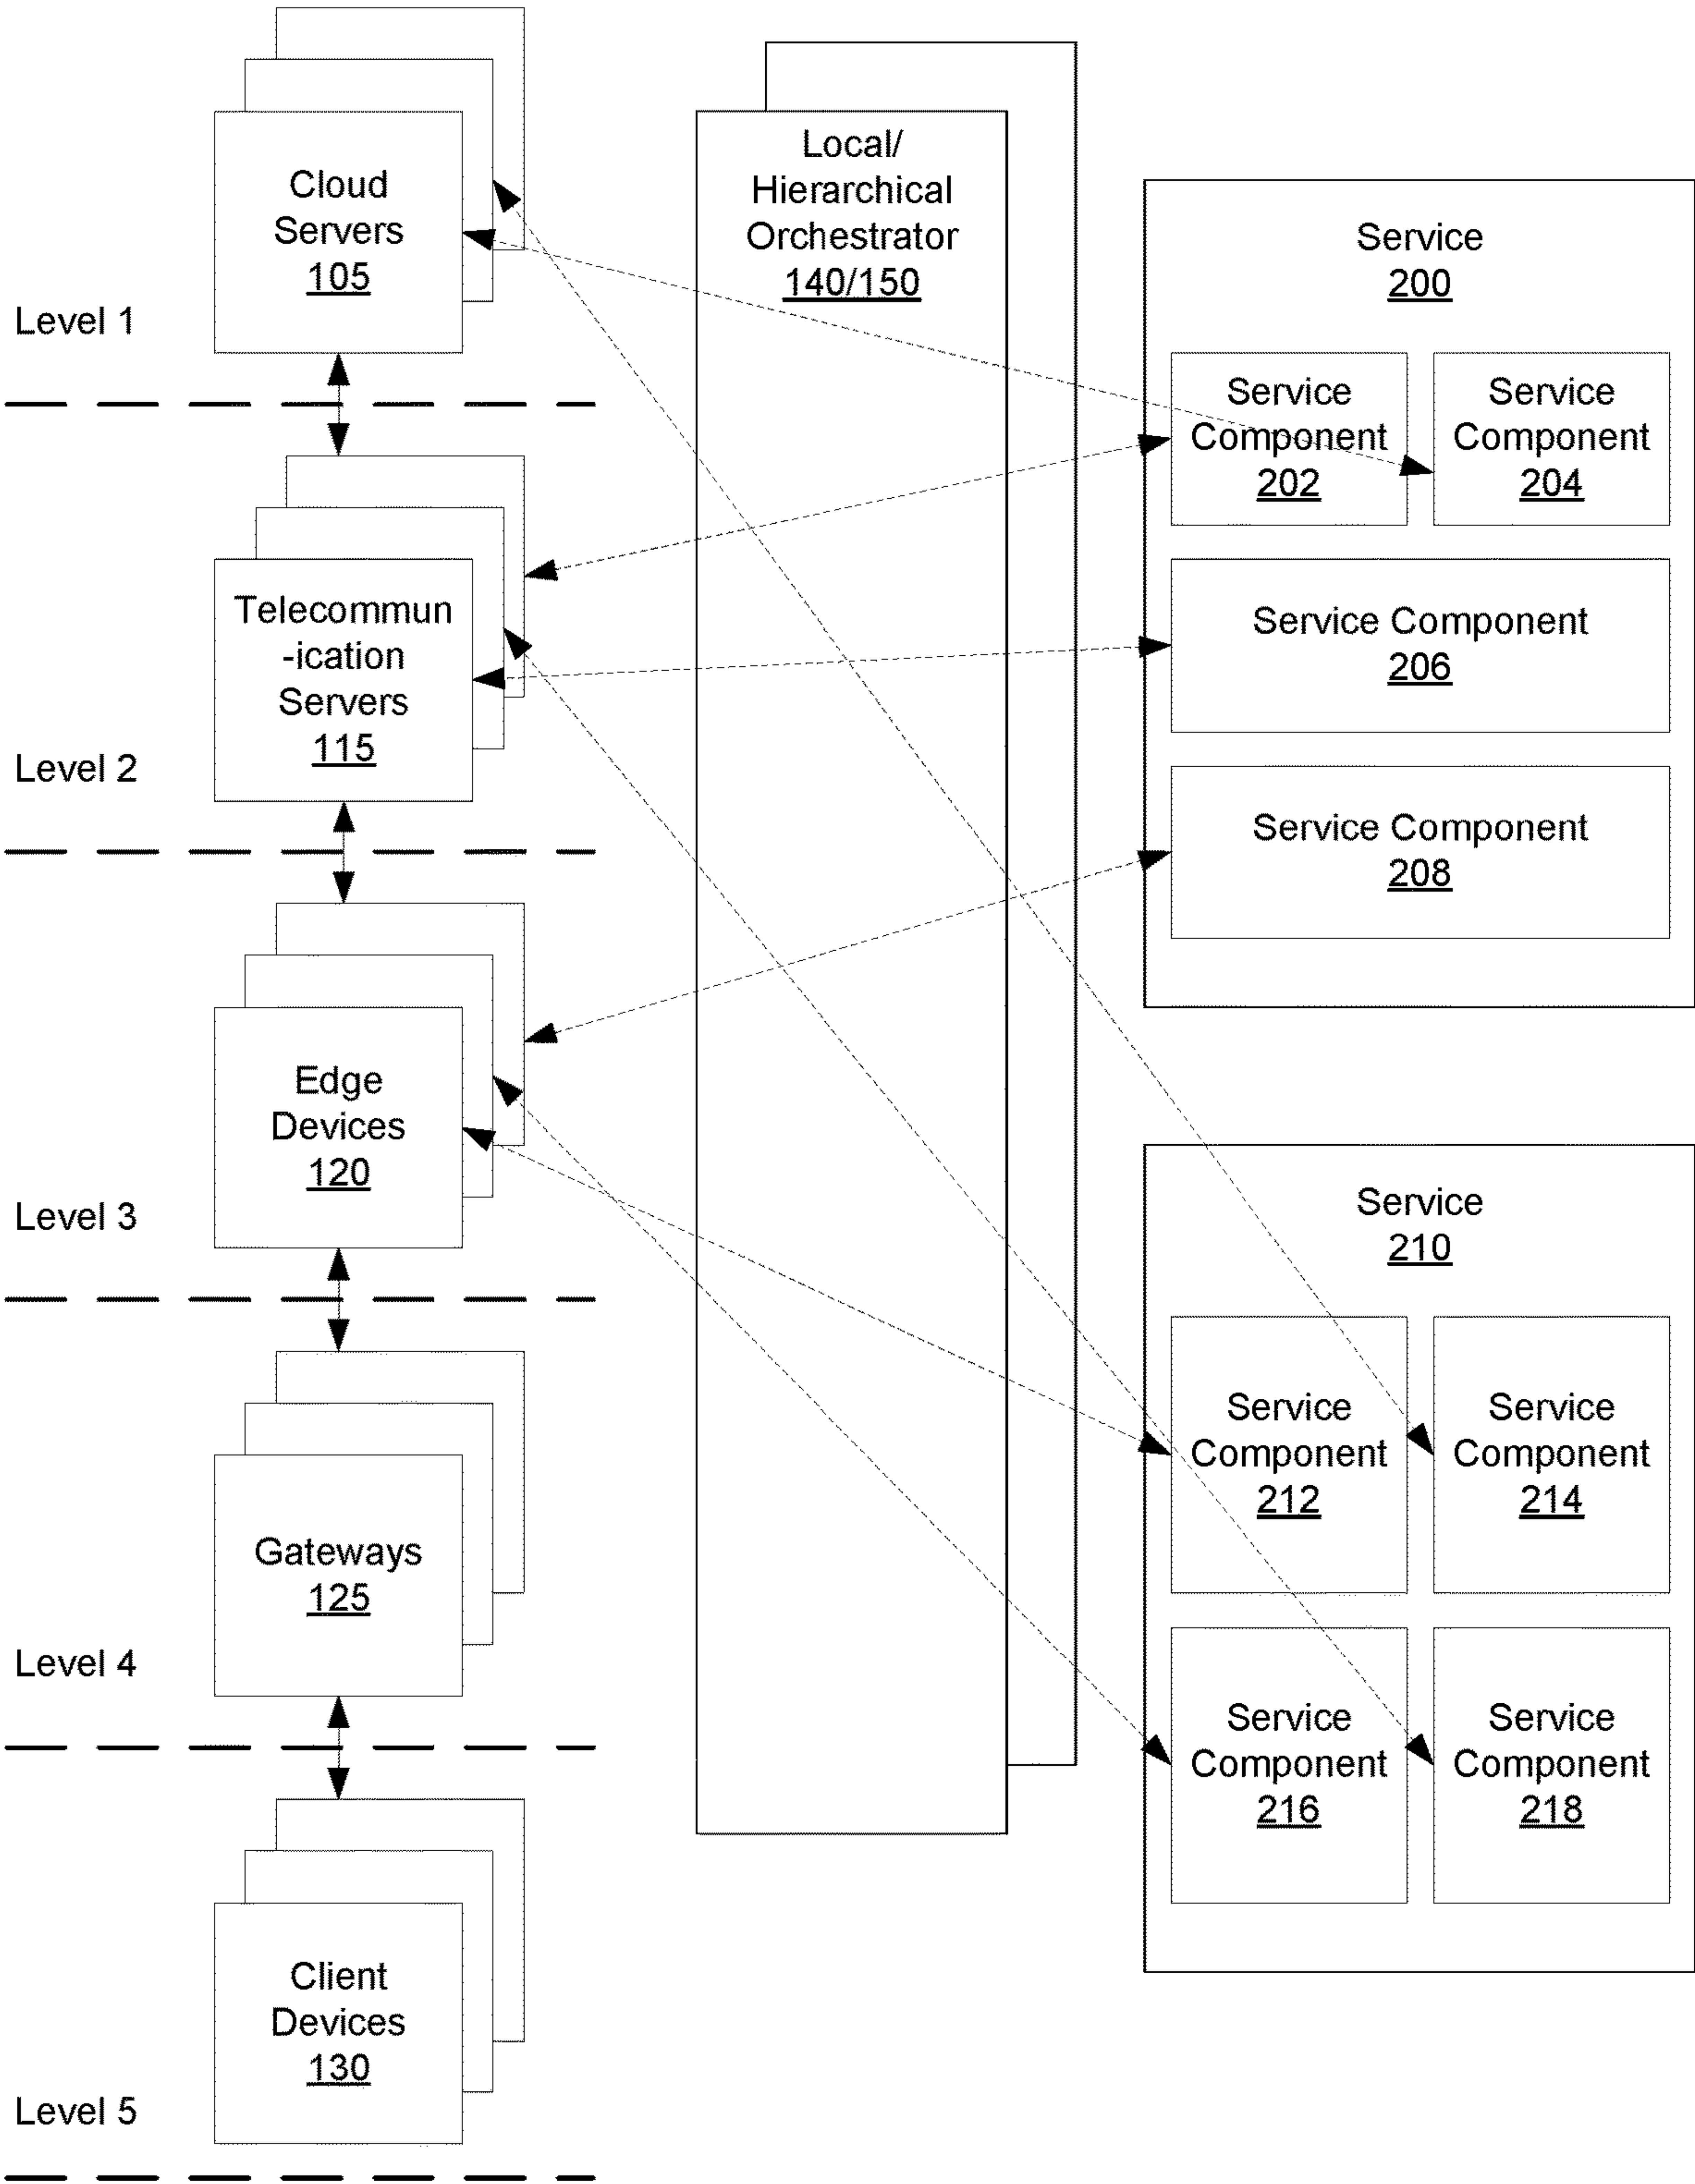 Cloud
Servers
105
Level 1
Telecommun
-ication
Servers
115
Level 2
Edge
Devices
120
Level 3
Gateways
125
Level 4
Client
Devices
130
Level 5
Local/
Hierarchical
Orchestrator
140/150
Service
200
Service
Component
202
Service
Component
204
Service Component
206
Service Component
208
Service
210
Service
Component
212
Service
Component
214
Service
Component
216
Service
Component
218